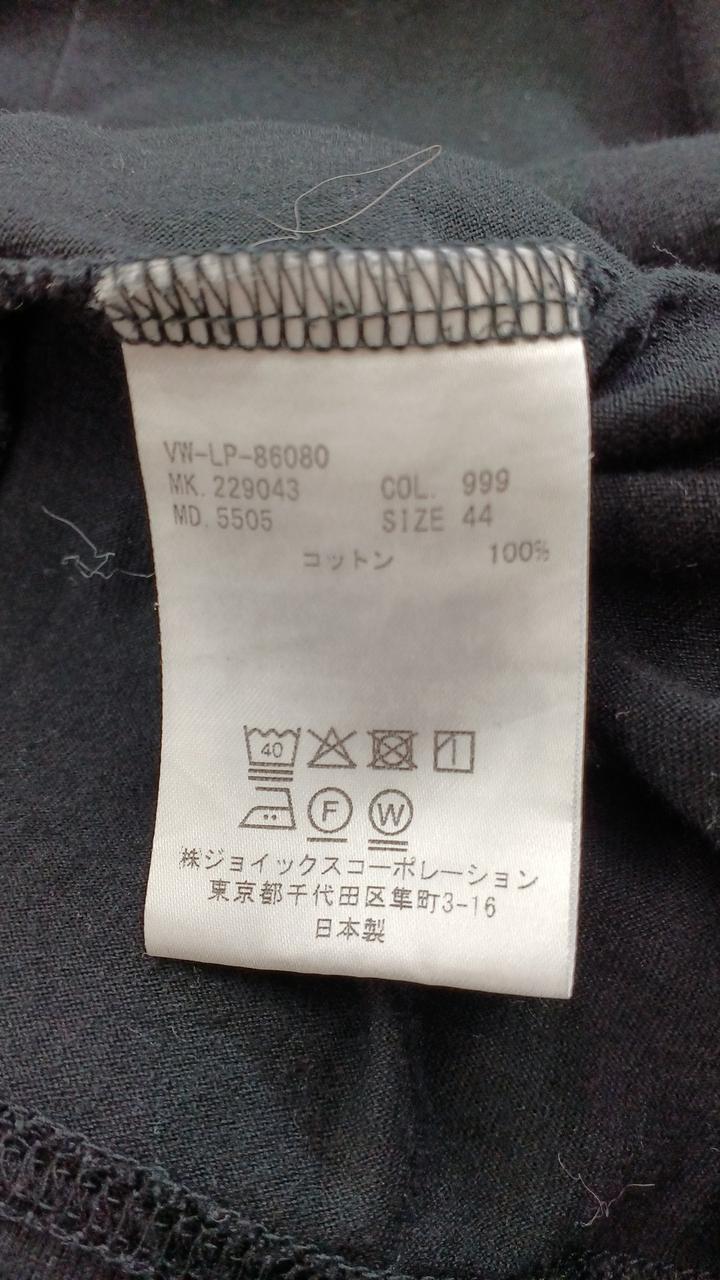 VW-LP-86080
MK. 229043 COL. 999
MD. 5505 SIZE 44
コットン 100%
40
F W
株ジョイックスコーポレーション
東京都千代田区隼町3-16
日本製